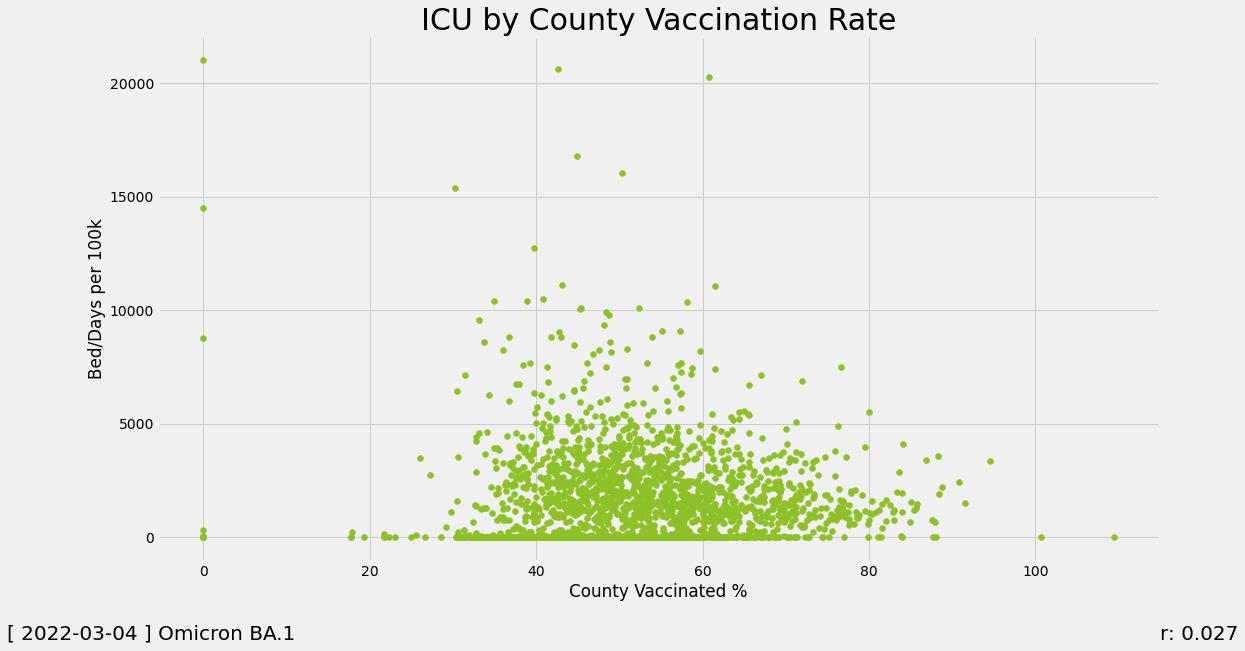 ICU by County Vaccination Rate
20000
15000
10000
5000
0
Bed/Days per 100k
0 20 40 60 80 100
County Vaccinated %
[ 2022-03-04 ] Omicron BA.1 r: 0.027